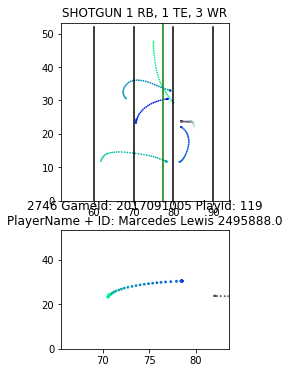 SHOTGUN 1 RB, 1 TE, 3 WR
50
40
30
20
10
0
60 70 80 90
2746 GameId: 2017091005 PlayId: 119
PlayerName + ID: Marcedes Lewis 2495888.0
40
20
0
70 75 80